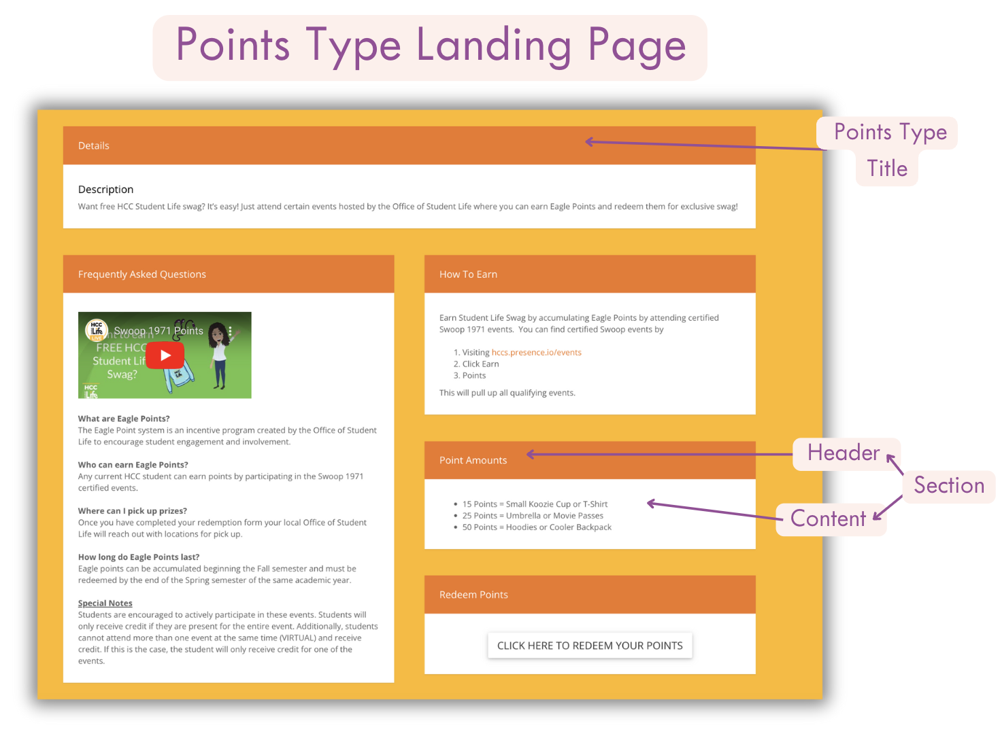 Points Type Landing Page
Points Type
Title
Details
Description
Want free HCC Student Life swag? It's easy! Just attend certain events hosted by the Office of Student Life where you can earn Eagle Points and redeem them for exclusive swag!
Frequently Asked Questions
HCC
Life
LIVE
Swoop 1971 Points
nt to earn
FREE HCC
Student Lif
Swag?
HCC
Life
HCC
Life
What are Eagle Points?
The Eagle Point system is an incentive program created by the Office of Student
Life to encourage student engagement and involvement.
Who can earn Eagle Points?
Any current HCC student can earn points by participating in the Swoop 1971
certified events.
Where can I pick up prizes?
Once you have completed your redemption form your local Office of Student
Life will reach out with locations for pick up.
How long do Eagle Points last?
Eagle points can be accumulated beginning the Fall semester and must be
redeemed by the end of the Spring semester of the same academic year.
Special Notes
Students are encouraged to actively participate in these events. Students will
only receive credit if they are present for the entire event. Additionally, students
cannot attend more than one event at the same time (VIRTUAL) and receive
credit. If this is the case, the student will only receive credit for one of the
events.
How To Earn
Earn Student Life Swag by accumulating Eagle Points by attending certified
Swoop 1971 events.  You can find certified Swoop events by
1. Visiting hccs.presence.io/events
2. Click Earn
3. Points
This will pull up all qualifying events.
Point Amounts
• 15 Points = Small Koozie Cup or T-Shirt
• 25 Points = Umbrella or Movie Passes
• 50 Points = Hoodies or Cooler Backpack
Header
Section
Content
Redeem Points
CLICK HERE TO REDEEM YOUR POINTS